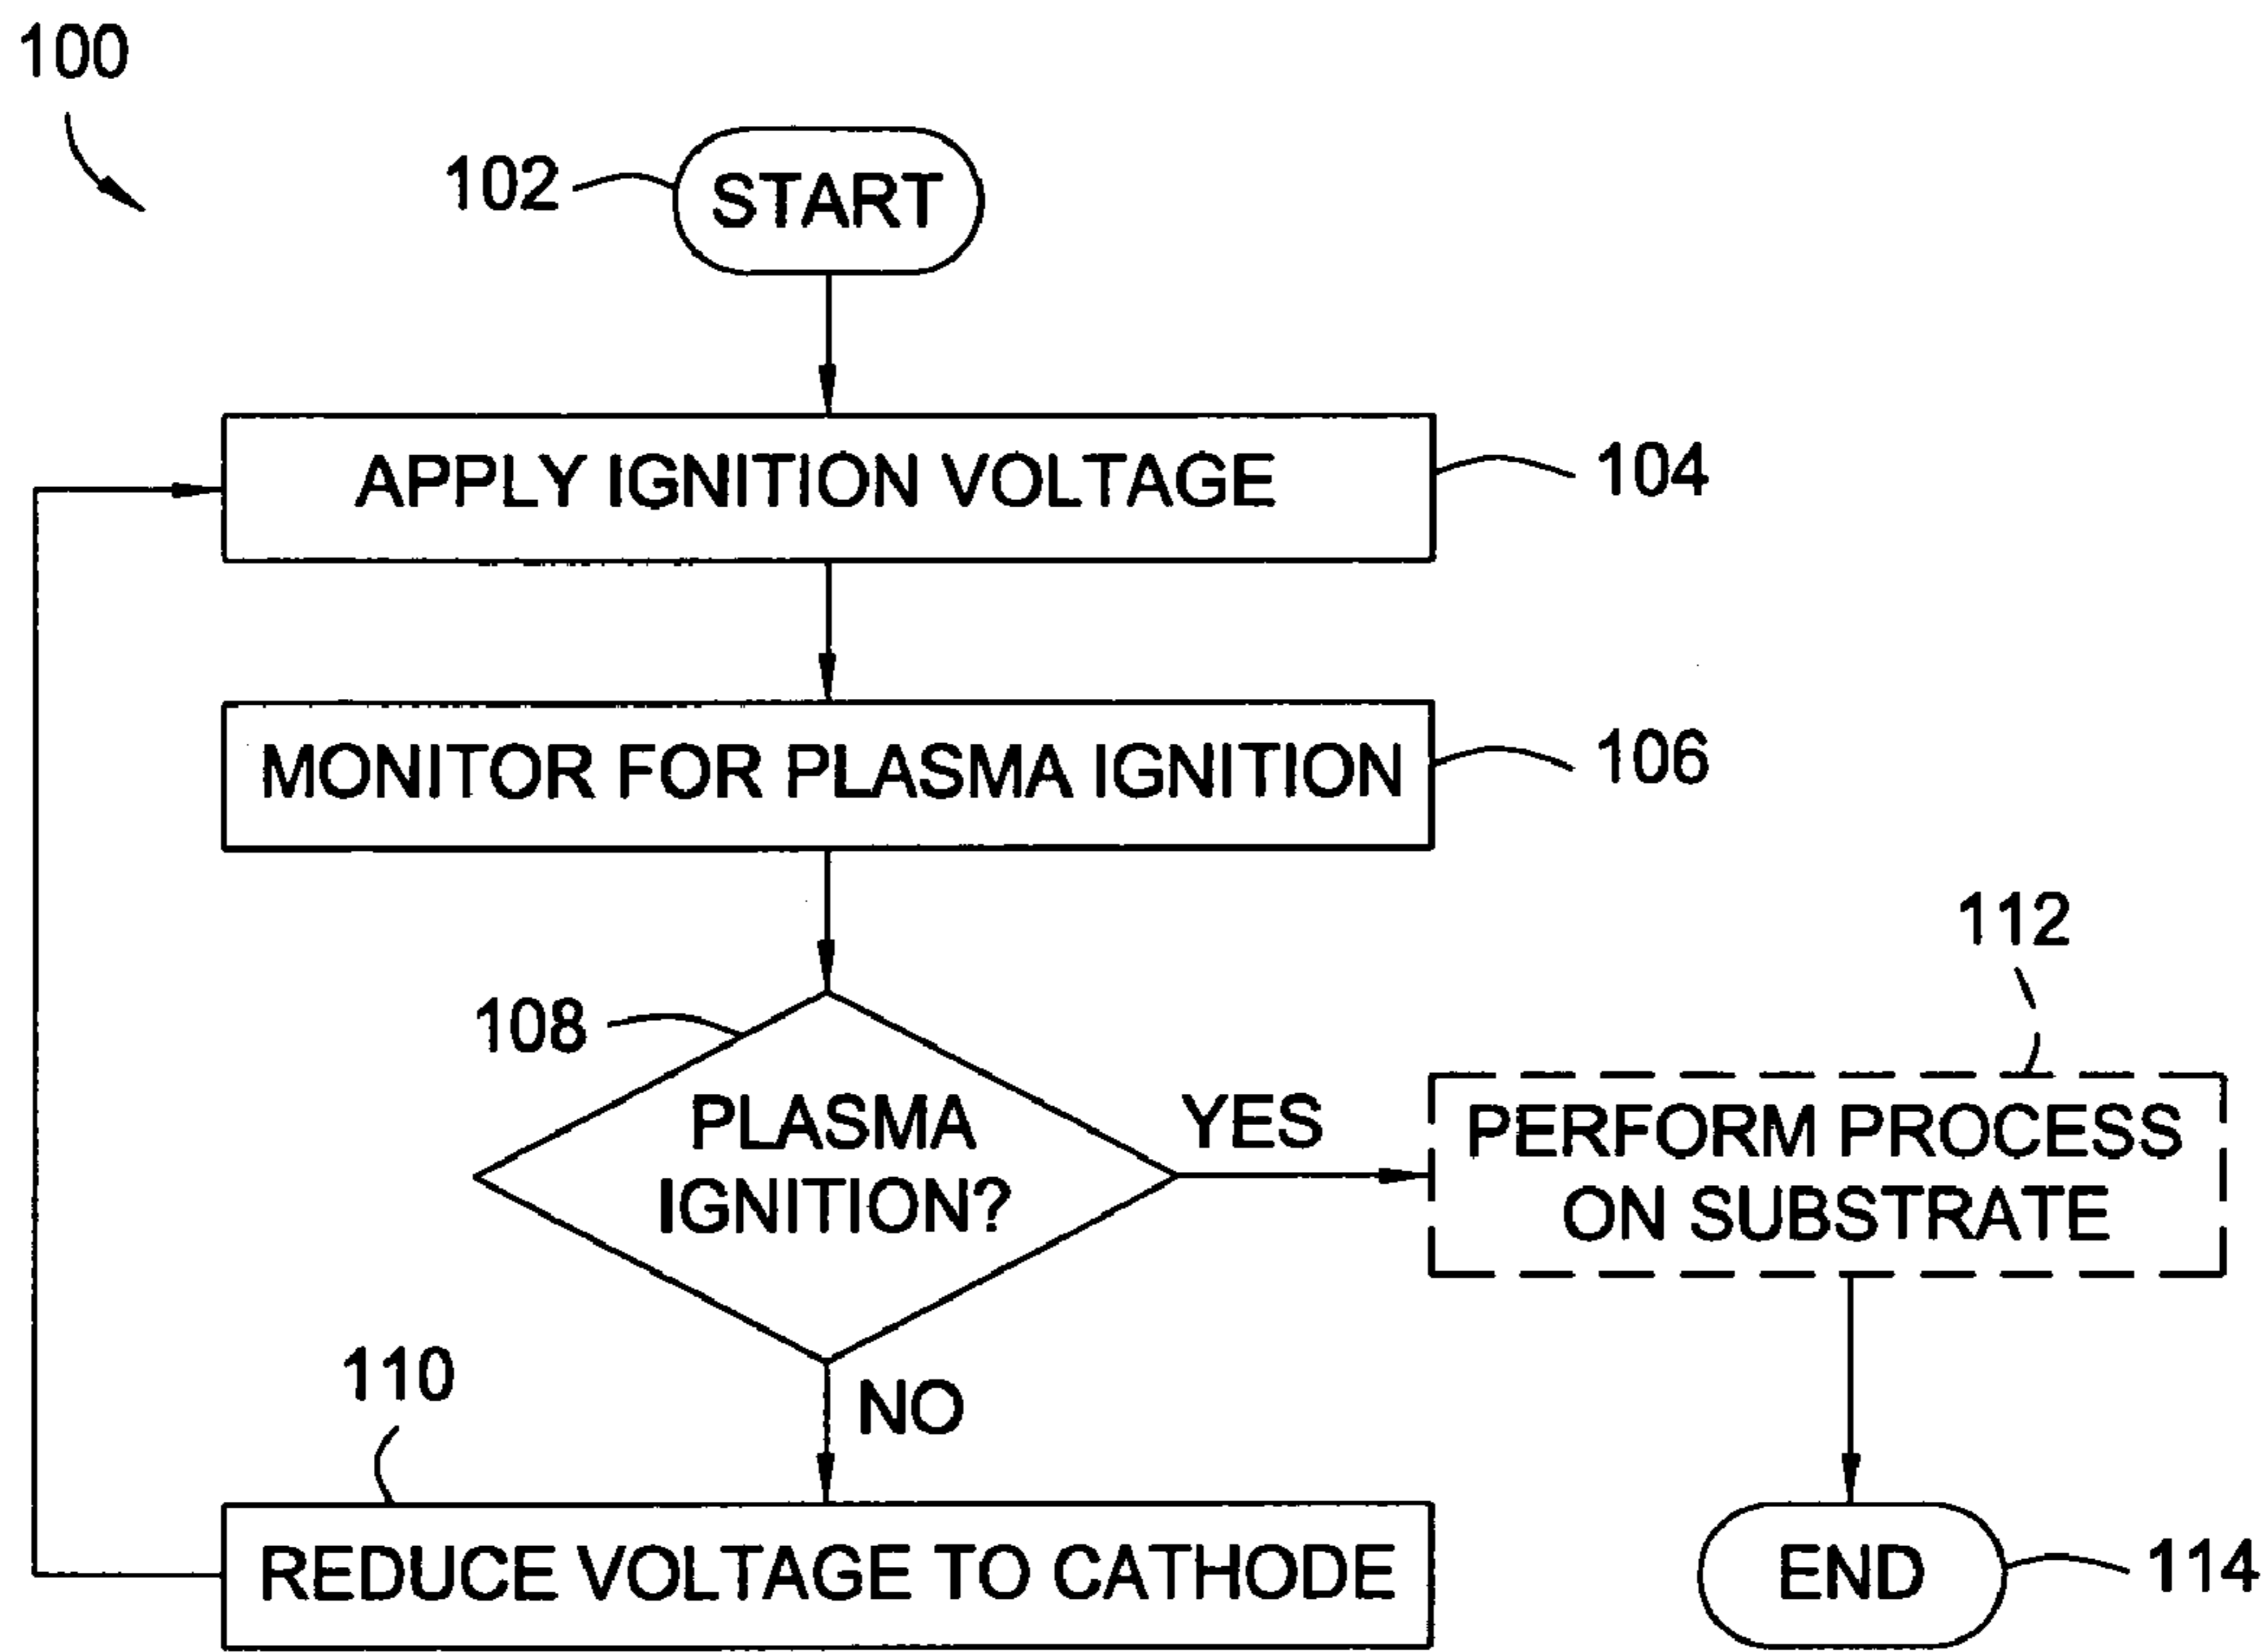 100
102
START
APPLY IGNITION VOLTAGE
104
MONITOR FOR PLASMA IGNITION
106
108
PLASMA
IGNITION?
YES
112
PERFORM PROCESS
ON SUBSTRATE
NO
110
REDUCE VOLTAGE TO CATHODE
END
114